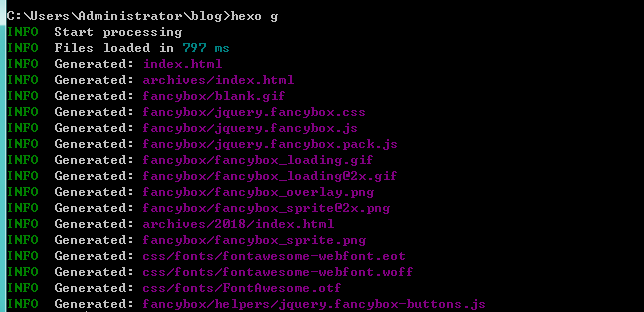 C:\Users\Administrator\blog>hexo g
INFO  Start processing
INFO  Files loaded in 797 ms
INFO  Generated: index.html
INFO  Generated: archives/index.html
INFO  Generated: fancybox/blank.gif
INFO  Generated: fancybox/jquery.fancybox.css
INFO  Generated: fancybox/jquery.fancybox.js
INFO  Generated: fancybox/jquery.fancybox.pack.js
INFO  Generated: fancybox/fancybox_loading.gif
INFO  Generated: fancybox/fancybox_loading@2x.gif
INFO  Generated: fancybox/fancybox_overlay.png
INFO  Generated: fancybox/fancybox_sprite@2x.png
INFO  Generated: archives/2018/index.html
INFO  Generated: fancybox/fancybox_sprite.png
INFO  Generated: css/fonts/fontawesome-webfont.eot
INFO  Generated: css/fonts/fontawesome-webfont.woff
INFO  Generated: css/fonts/FontAwesome.otf
INFO  Generated: fancybox/helpers/jquery.fancybox-buttons.js